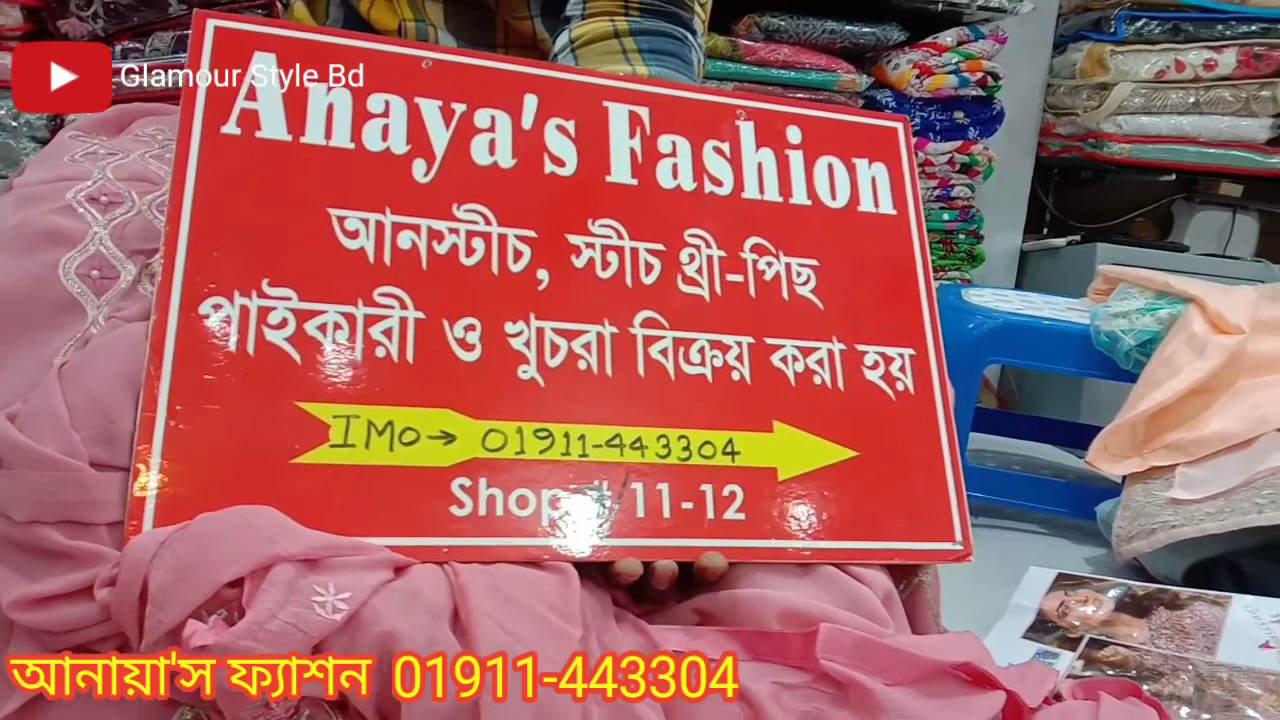 Glamour Style Bd
Anaya's Fashion
আনস্টীচ, স্টীচ থ্রী-পিছ
পাইকারী ও খুচরা বিক্রয় করা হয়
IMO→ 01911-443304
Shop # 11-12
আনায়া'স ফ্যাশন 01911-443304